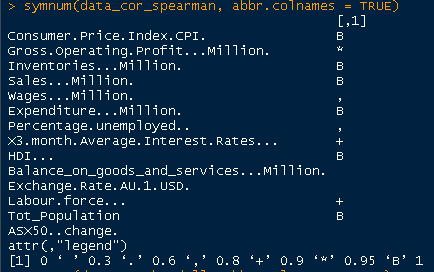 > symnum(data_cor_spearman, abbr.colnames = TRUE)
[,1]
Consumer.Price.Index.CPI. B
Gross.Operating.Profit...Million. *
Inventories...Million. B
Sales...Million. B
Wages...Million. ,
Expenditure...Million. B
Percentage.unemployed.. ,
X3.month.Average.Interest.Rates... +
HDI... B
Balance_on_goods_and_services...Million.
Exchange.Rate.AU.1.USD.
Labour.force... +
Tot_Population B
ASX50..change.
attr(,"legend")
[1] 0 ‘ ’ 0.3 ‘.’ 0.6 ‘,’ 0.8 ‘+’ 0.9 ‘*’ 0.95 ‘B’ 1